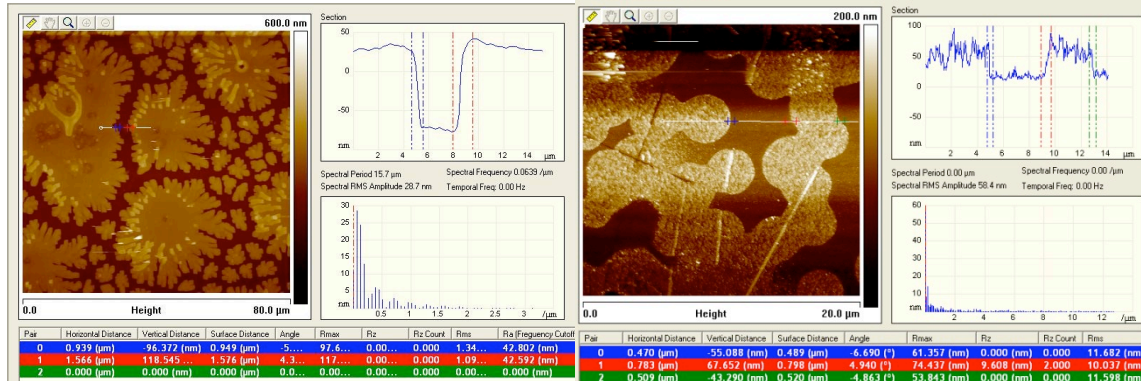 600.0 nm
0.0 Height 80.0 µm
Section
50
0
-50
nm
2 4 6 8 10 12 14 µm
Spectral Period 15.7 µm Spectral Frequency 0.0639 /µm
Spectral RMS Amplitude 28.7 nm Temporal Freq: 0.00 Hz
30
25
20
15
10
5
nm
0.5 1 1.5 2 2.5 3 /µm
Pair Horizontal Distance Vertical Distance Surface Distance Angle Rmax Rz Rz Count Rms Ra (Frequency Cutoff
0 0.939 (µm) -96.372 (nm) 0.949 (µm) -5.... 97.6... 0.00... 0.000 1.34... 42.802 (nm)
1 1.566 (µm) 118.545 ... 1.576 (µm) 4.3... 117.... 0.00... 0.000 1.09... 42.592 (nm)
2 0.000 (µm) 0.000 (nm) 0.000 (µm) 0.0... 0.00... 0.00... 0.000 0.00... 0.000 (nm)
200.0 nm
0.0 Height 20.0 µm
Section
100
50
0
-50
-100
nm
2 4 6 8 10 12 14 µm
Spectral Period 0.00 µm Spectral Frequency 0.00 /µm
Spectral RMS Amplitude 58.4 nm Temporal Freq: 0.00 Hz
60
50
40
30
20
10
nm
2 4 6 8 10 12 /µm
Pair Horizontal Distance Vertical Distance Surface Distance Angle Rmax Rz Rz Count Rms
0 0.470 (µm) -55.088 (nm) 0.489 (µm) -6.690 (°) 61.357 (nm) 0.000 (nm) 0.000 11.682 (nm)
1 0.783 (µm) 67.652 (nm) 0.798 (µm) 4.940 (°) 74.437 (nm) 9.608 (nm) 2.000 10.037 (nm)
2 0.509 (µm) -43.290 (nm) 0.520 (µm) -4.863 (°) 53.843 (nm) 0.000 (nm) 0.000 11.598 (nm)